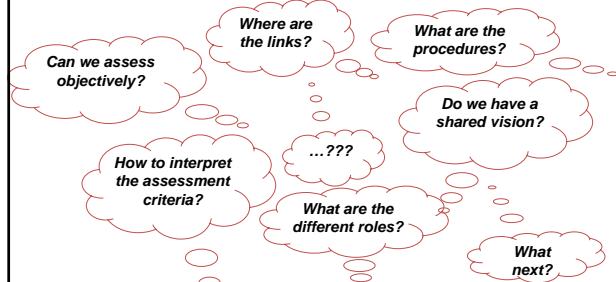 Where are
the links?
What are the
procedures?
Can we assess
objectively?
Do we have a
shared vision?
...???
How to interpret
the assessment
criteria?
What are the
different roles?
What
next?